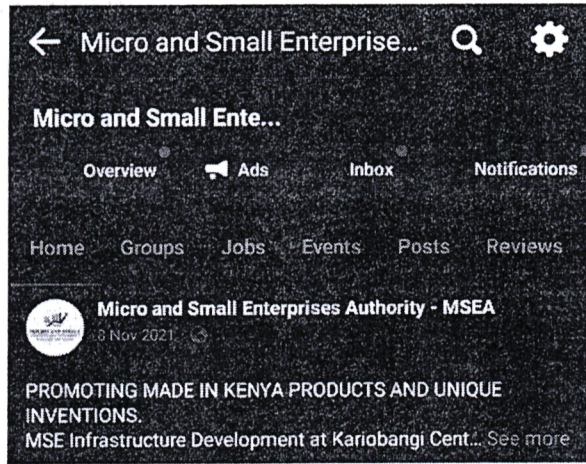 Micro and Small Enterprise...
Micro and Small Ente...
Overview Ads Inbox Notifications
Home Groups Jobs Events Posts Reviews
Micro and Small Enterprises Authority - MSEA
8 Nov 2021
PROMOTING MADE IN KENYA PRODUCTS AND UNIQUE
INVENTIONS.
MSE Infrastructure Development at Kariobangi Cent... See more